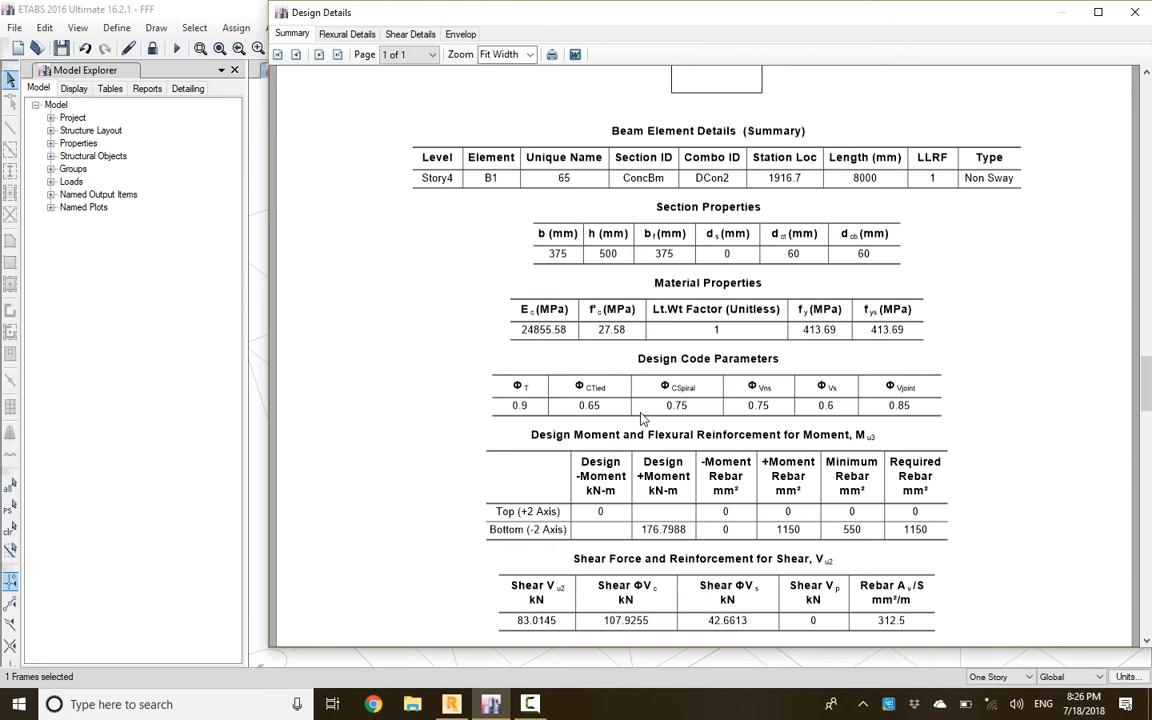 ETABS 2016 Ultimate 16.2.1 - FFF
File Edit View Define Draw Select Assign
Model Explorer
Model Display Tables Reports Detailing
Model
Project
Structure Layout
Properties
Structural Objects
Groups
Loads
Named Output Items
Named Plots
all
PS
clr
Design Details
Summary Flexural Details Shear Details Envelop
Page 1 of 1 Zoom Fit Width
Beam Element Details (Summary)
Level Element Unique Name Section ID Combo ID Station Loc Length (mm) LLRF Type
Story4 B1 65 ConcBm DCon2 1916.7 8000 1 Non Sway
Section Properties
b (mm) h (mm) b f (mm) d s (mm) d ct (mm) d cb (mm)
375 500 375 0 60 60
Material Properties
E c (MPa) f' c (MPa) Lt.Wt Factor (Unitless) f y (MPa) f ys (MPa)
24855.58 27.58 1 413.69 413.69
Design Code Parameters
Φ T Φ CTied Φ CSpiral Φ Vns Φ Vs Φ Vjoint
0.9 0.65 0.75 0.75 0.6 0.85
Design Moment and Flexural Reinforcement for Moment, M u3
Design Design -Moment +Moment Minimum Required
-Moment +Moment Rebar Rebar Rebar Rebar
kN-m kN-m mm² mm² mm² mm²
Top (+2 Axis) 0 0 0 0 0
Bottom (-2 Axis) 176.7988 0 1150 550 1150
Shear Force and Reinforcement for Shear, V u2
Shear V u2 Shear ΦV c Shear ΦV s Shear V p Rebar A v /S
kN kN kN kN mm²/m
83.0145 107.9255 42.6613 0 312.5
1 Frames selected
One Story Global Units...
Type here to search
ENG
8:26 PM
7/18/2018